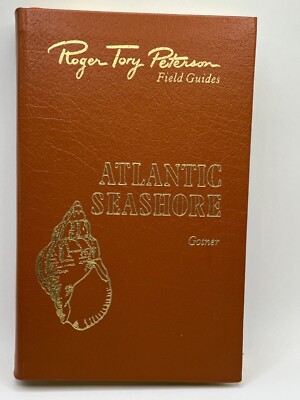 Roger Tory Peterson
Field Guides
ATLANTIC
SEASHORE
Gosner